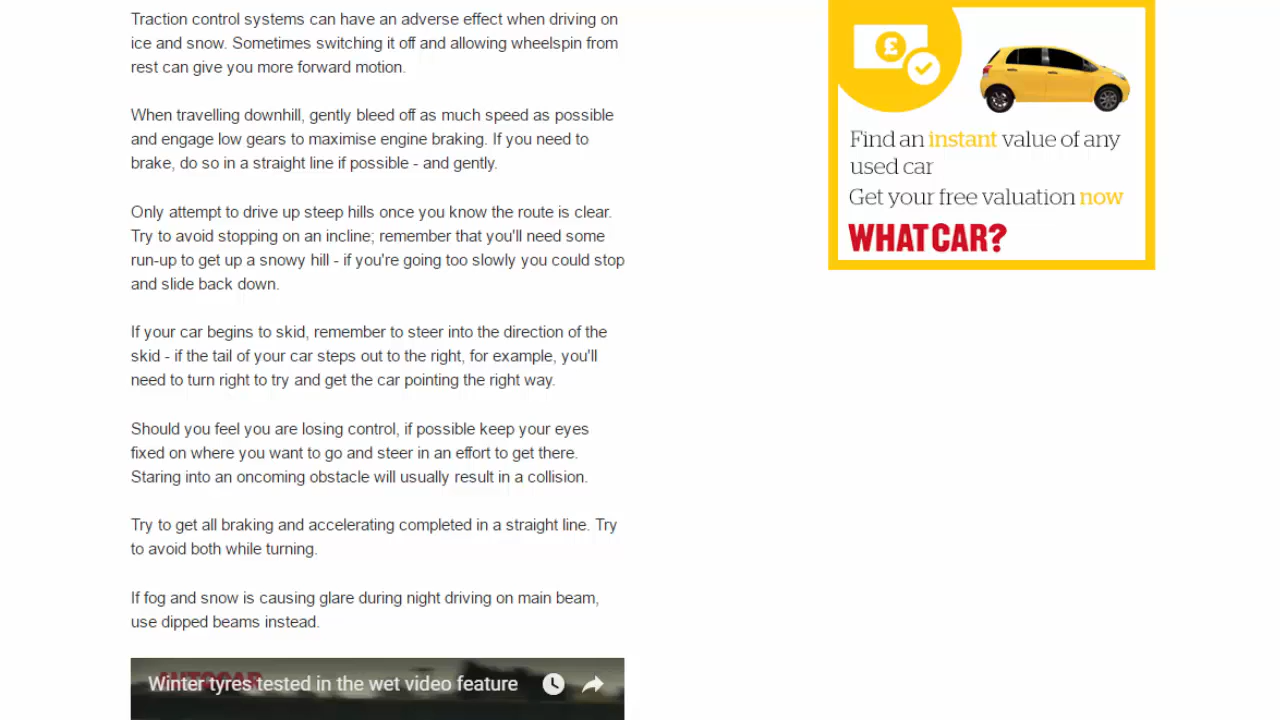 Traction control systems can have an adverse effect when driving on
ice and snow. Sometimes switching it off and allowing wheelspin from
rest can give you more forward motion.
When travelling downhill, gently bleed off as much speed as possible
and engage low gears to maximise engine braking. If you need to
brake, do so in a straight line if possible - and gently.
Only attempt to drive up steep hills once you know the route is clear.
Try to avoid stopping on an incline; remember that you'll need some
run-up to get up a snowy hill - if you're going too slowly you could stop
and slide back down.
If your car begins to skid, remember to steer into the direction of the
skid - if the tail of your car steps out to the right, for example, you'll
need to turn right to try and get the car pointing the right way.
Should you feel you are losing control, if possible keep your eyes
fixed on where you want to go and steer in an effort to get there.
Staring into an oncoming obstacle will usually result in a collision.
Try to get all braking and accelerating completed in a straight line. Try
to avoid both while turning.
If fog and snow is causing glare during night driving on main beam,
use dipped beams instead.
AUTOCAR
Winter tyres tested in the wet video feature
£
Find an instant value of any
used car
Get your free valuation now
WHAT CAR?